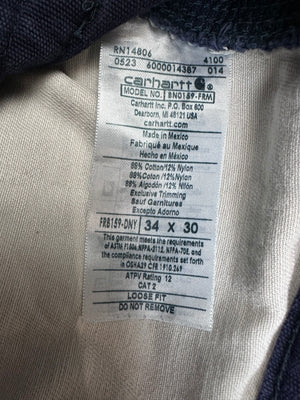 RN14806 4100
0523 6000014387 014
carhartt
MODEL NO. BN0159-FRM
Carhartt Inc. P.O. Box 600
Dearborn, MI 48121 USA
carhartt.com
Made in Mexico
Fabriqué au Mexique
Hecho en México
88% Cotton/12% Nylon
88% Coton/12% Nylon
88% Algodón /12% Nilón
Exclusive Trimming
Sauf Garnitures
Excepto Adorno
FRB159-DNY 34 X 30
This garment meets the requirements
of ASTM F1506, NFPA-2112, NFPA-70E, and
the compliance requirements set forth
in OSHA29 CFR 1910.269
ATPV Rating 12
CAT 2
LOOSE FIT
DO NOT REMOVE